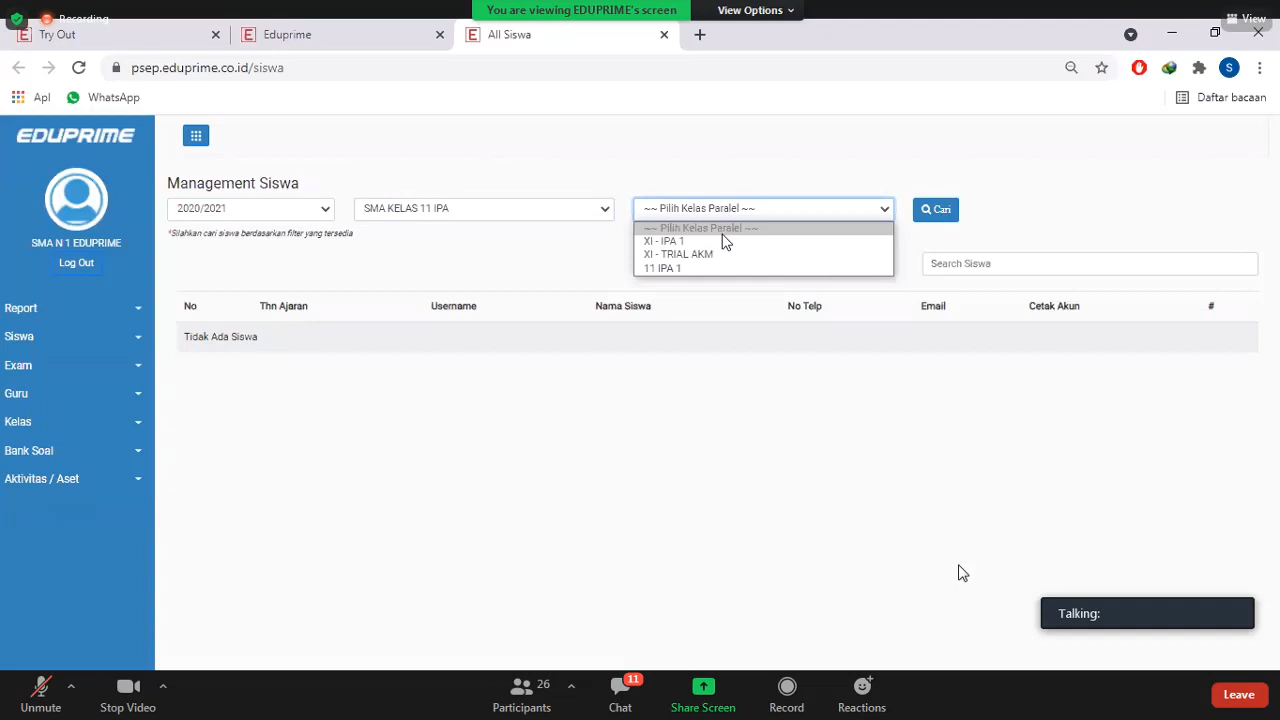 Recording
You are viewing EDUPRIME's screen
View Options
View
Try Out
Eduprime
All Siswa
psep.eduprime.co.id/siswa
S
Apl
WhatsApp
Daftar bacaan
EDUPRIME
SMA N 1 EDUPRIME
Log Out
Report
Siswa
Exam
Guru
Kelas
Bank Soal
Aktivitas / Aset
Management Siswa
2020/2021
SMA KELAS 11 IPA
~~ Pilih Kelas Paralel ~~
Cari
*Silahkan cari siswa berdasarkan filter yang tersedia
~~ Pilih Kelas Paralel ~~
XI - IPA 1
XI - TRIAL AKM
11 IPA 1
Search Siswa
No Thn Ajaran Username Nama Siswa No Telp Email Cetak Akun #
Tidak Ada Siswa
Talking:
Unmute
Stop Video
26
Participants
11
Chat
Share Screen
Record
Reactions
Leave